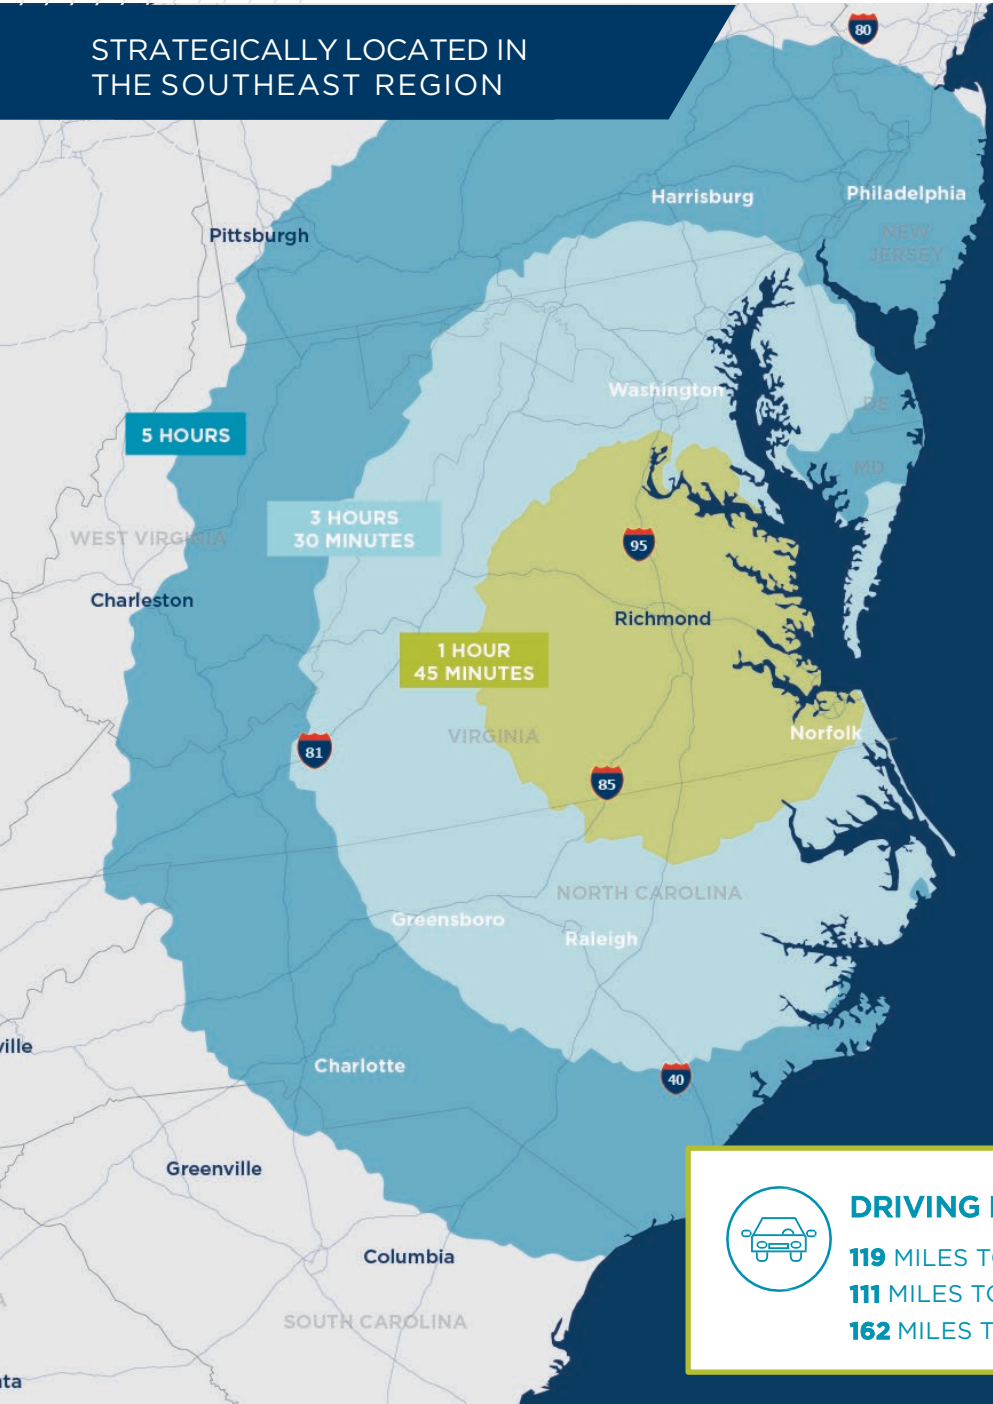 STRATEGICALLY LOCATED IN
THE SOUTHEAST REGION
80
Harrisburg
Philadelphia
Pittsburgh
NEW
JERSEY
Washington
DE
5 HOURS
MD
3 HOURS
30 MINUTES
WEST VIRGINIA
95
Charleston
Richmond
1 HOUR
45 MINUTES
VIRGINIA
Norfolk
81
85
NORTH CAROLINA
Greensboro
Raleigh
ville
Charlotte
40
Greenville
DRIVING
119 MILES TO
Columbia
111 MILES TO
SOUTH CAROLINA
162 MILES T
ta